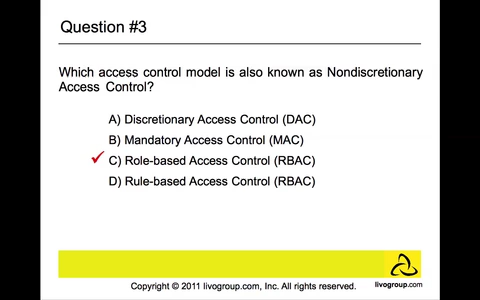 Question #3
Which access control model is also known as Nondiscretionary
Access Control?
A) Discretionary Access Control (DAC)
B) Mandatory Access Control (MAC)
C) Role-based Access Control (RBAC)
D) Rule-based Access Control (RBAC)
Copyright © 2011 livogroup.com, Inc. All rights reserved.
livogroup.com